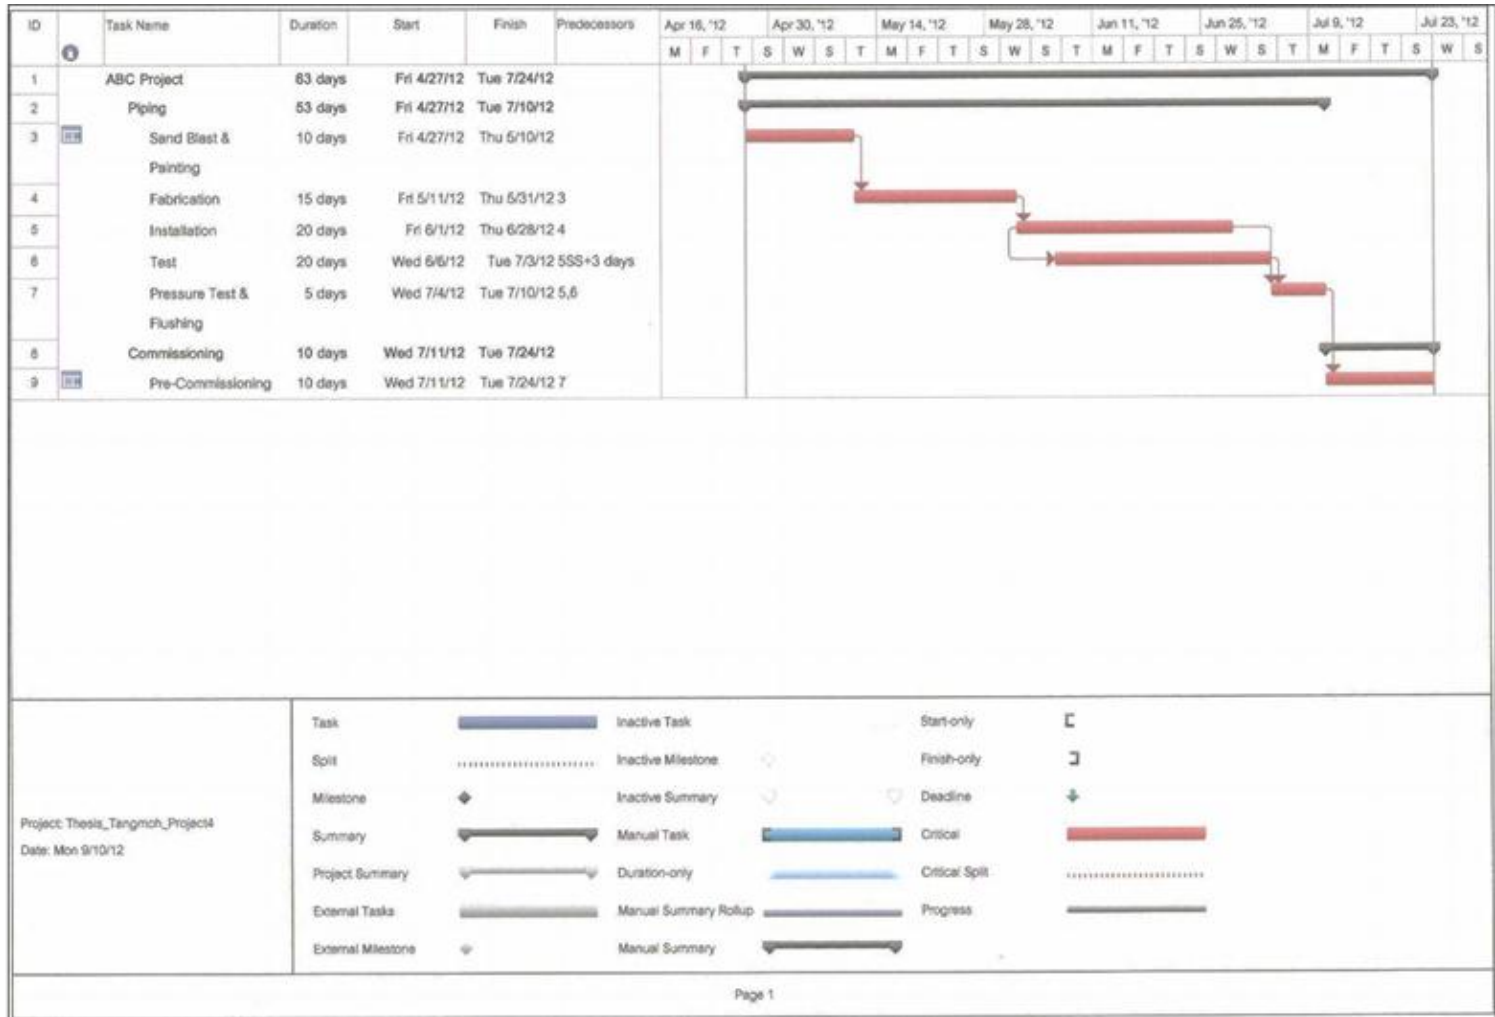 ID Task Name Duration Start Finish Predecessors Apr 16, '12 Apr 30, '12 May 14, '12 May 28, '12 Jun 11, '12 Jun 25, '12 Jul 9, '12 Jul 23, '12
M F T S W S T M F T S W S T M F T S W S T M F T S W S
1 ABC Project 63 days Fri 4/27/12 Tue 7/24/12
2 Piping 53 days Fri 4/27/12 Tue 7/10/12
3 Sand Blast & 10 days Fri 4/27/12 Thu 5/10/12
Painting
4 Fabrication 15 days Fri 5/11/12 Thu 5/31/12 3
5 Installation 20 days Fri 6/1/12 Thu 6/28/12 4
6 Test 20 days Wed 6/6/12 Tue 7/3/12 5SS+3 days
7 Pressure Test & 5 days Wed 7/4/12 Tue 7/10/12 5,6
Flushing
8 Commissioning 10 days Wed 7/11/12 Tue 7/24/12
9 Pre-Commissioning 10 days Wed 7/11/12 Tue 7/24/12 7
Project: Thesis_Tangmoh_Project4
Date: Mon 9/10/12
Task
Split
Milestone
Summary
Project Summary
External Tasks
External Milestone
Inactive Task
Inactive Milestone
Inactive Summary
Manual Task
Duration-only
Manual Summary Rollup
Manual Summary
Start-only
Finish-only
Deadline
Critical
Critical Split
Progress
Page 1